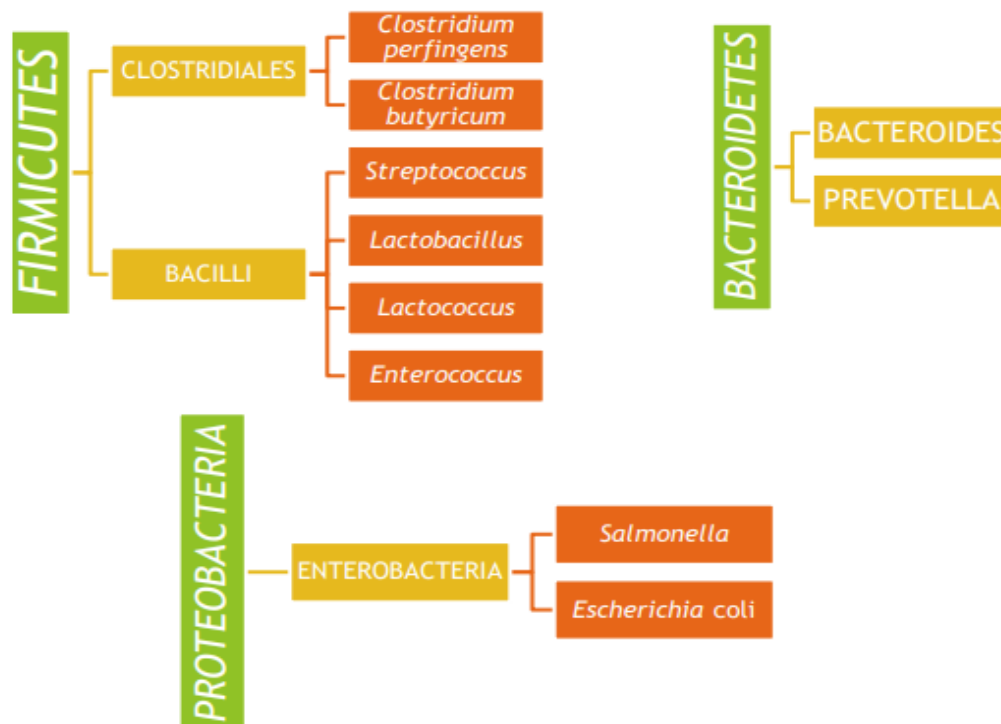 FIRMICUTES
CLOSTRIDIALES
Clostridium
perfingens
Clostridium
butyricum
BACILLI
Streptococcus
Lactobacillus
Lactococcus
Enterococcus
BACTEROIDETES
BACTEROIDES
PREVOTELLA
PROTEOBACTERIA
ENTEROBACTERIA
Salmonella
Escherichia coli